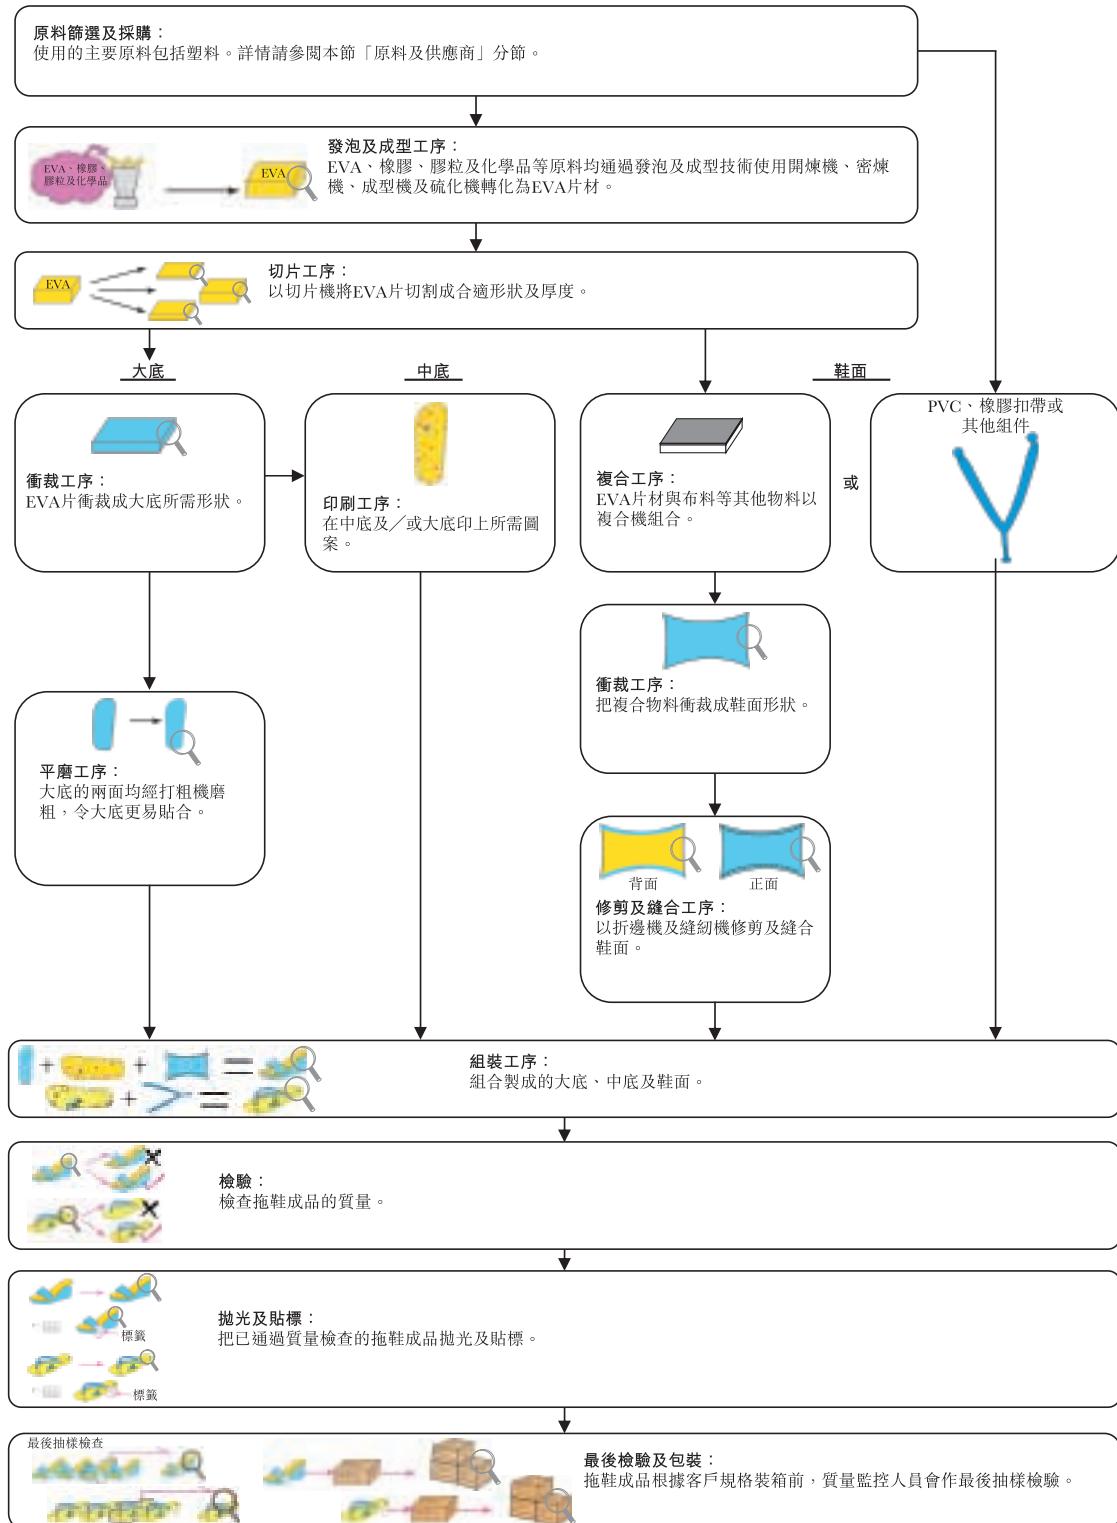 原料篩選及採購：
使用的主要原料包括塑料。詳情請參閱本節「原料及供應商」分節。
發泡及成型工序：
EVA、橡膠、膠粒及化學品等原料均通過發泡及成型技術使用開煉機、密煉
機、成型機及硫化機轉化為EVA片材。
EVA、橡膠、
膠粒及化學品
EVA
切片工序：
以切片機將EVA片切割成合適形狀及厚度。
EVA
大底
中底
鞋面
衝裁工序：
EVA片衝裁成大底所需形狀。
印刷工序：
在中底及／或大底印上所需圖
案。
複合工序：
EVA片材與布料等其他物料以
複合機組合。
或
PVC、橡膠扣帶或
其他組件
衝裁工序：
把複合物料衝裁成鞋面形狀。
平磨工序：
大底的兩面均經打粗機磨
粗，令大底更易貼合。
背面
正面
修剪及縫合工序：
以折邊機及縫紉機修剪及縫合
鞋面。
組裝工序：
組合製成的大底、中底及鞋面。
檢驗：
檢查拖鞋成品的質量。
拋光及貼標：
把已通過質量檢查的拖鞋成品拋光及貼標。
標籤
標籤
最後抽樣檢查
最後檢驗及包裝：
拖鞋成品根據客戶規格裝箱前，質量監控人員會作最後抽樣檢驗。